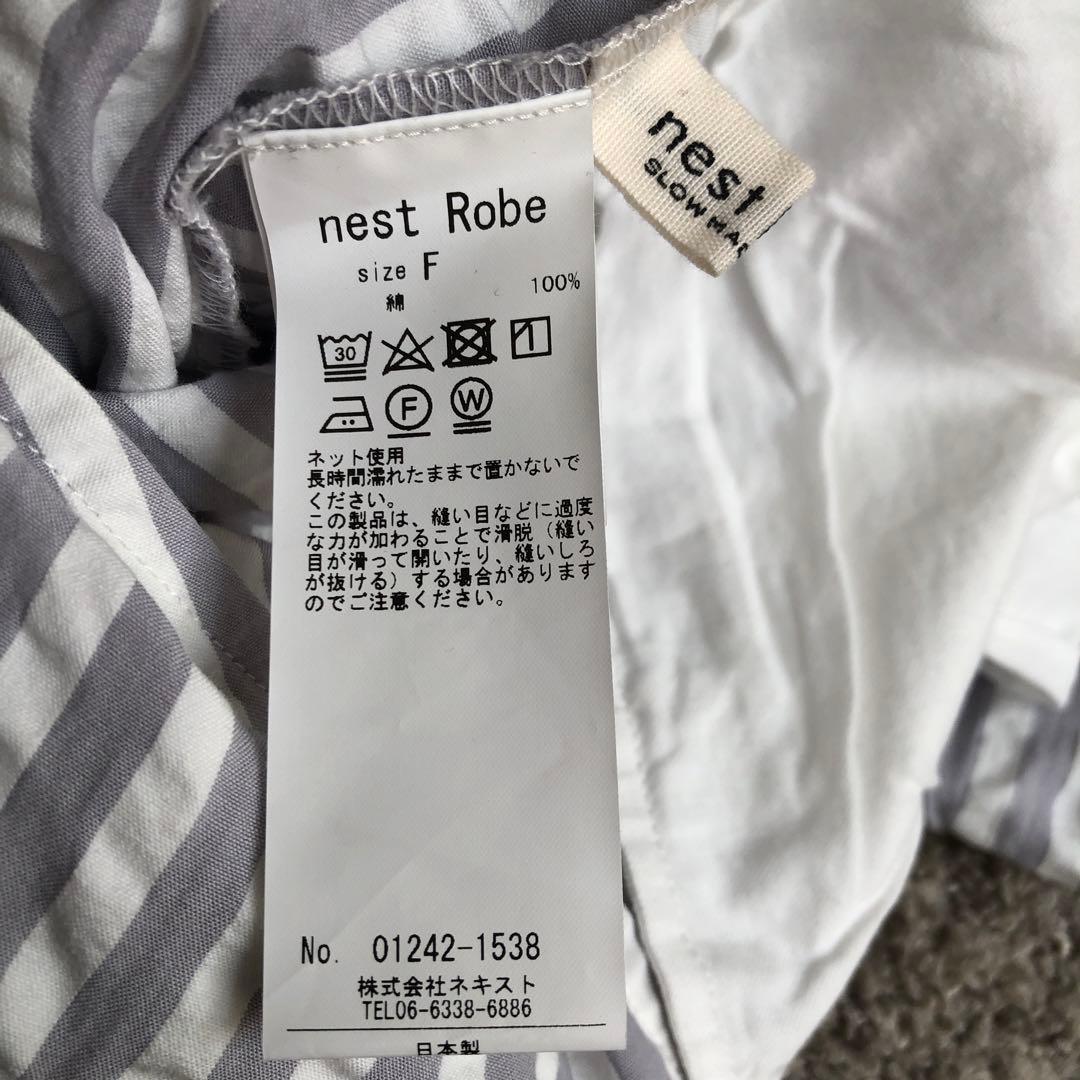 nest
SLOW MA
nest Robe
size F
綿 100%
30
F W
ネット使用
長時間濡れたままで置かないで
ください。
この製品は、縫い目などに過度
な力が加わることで滑脱（縫い
目が滑って開いたり、縫いしろ
が抜ける）する場合があります
のでご注意ください。
No. 01242-1538
株式会社ネキスト
TEL06-6338-6886
日本製